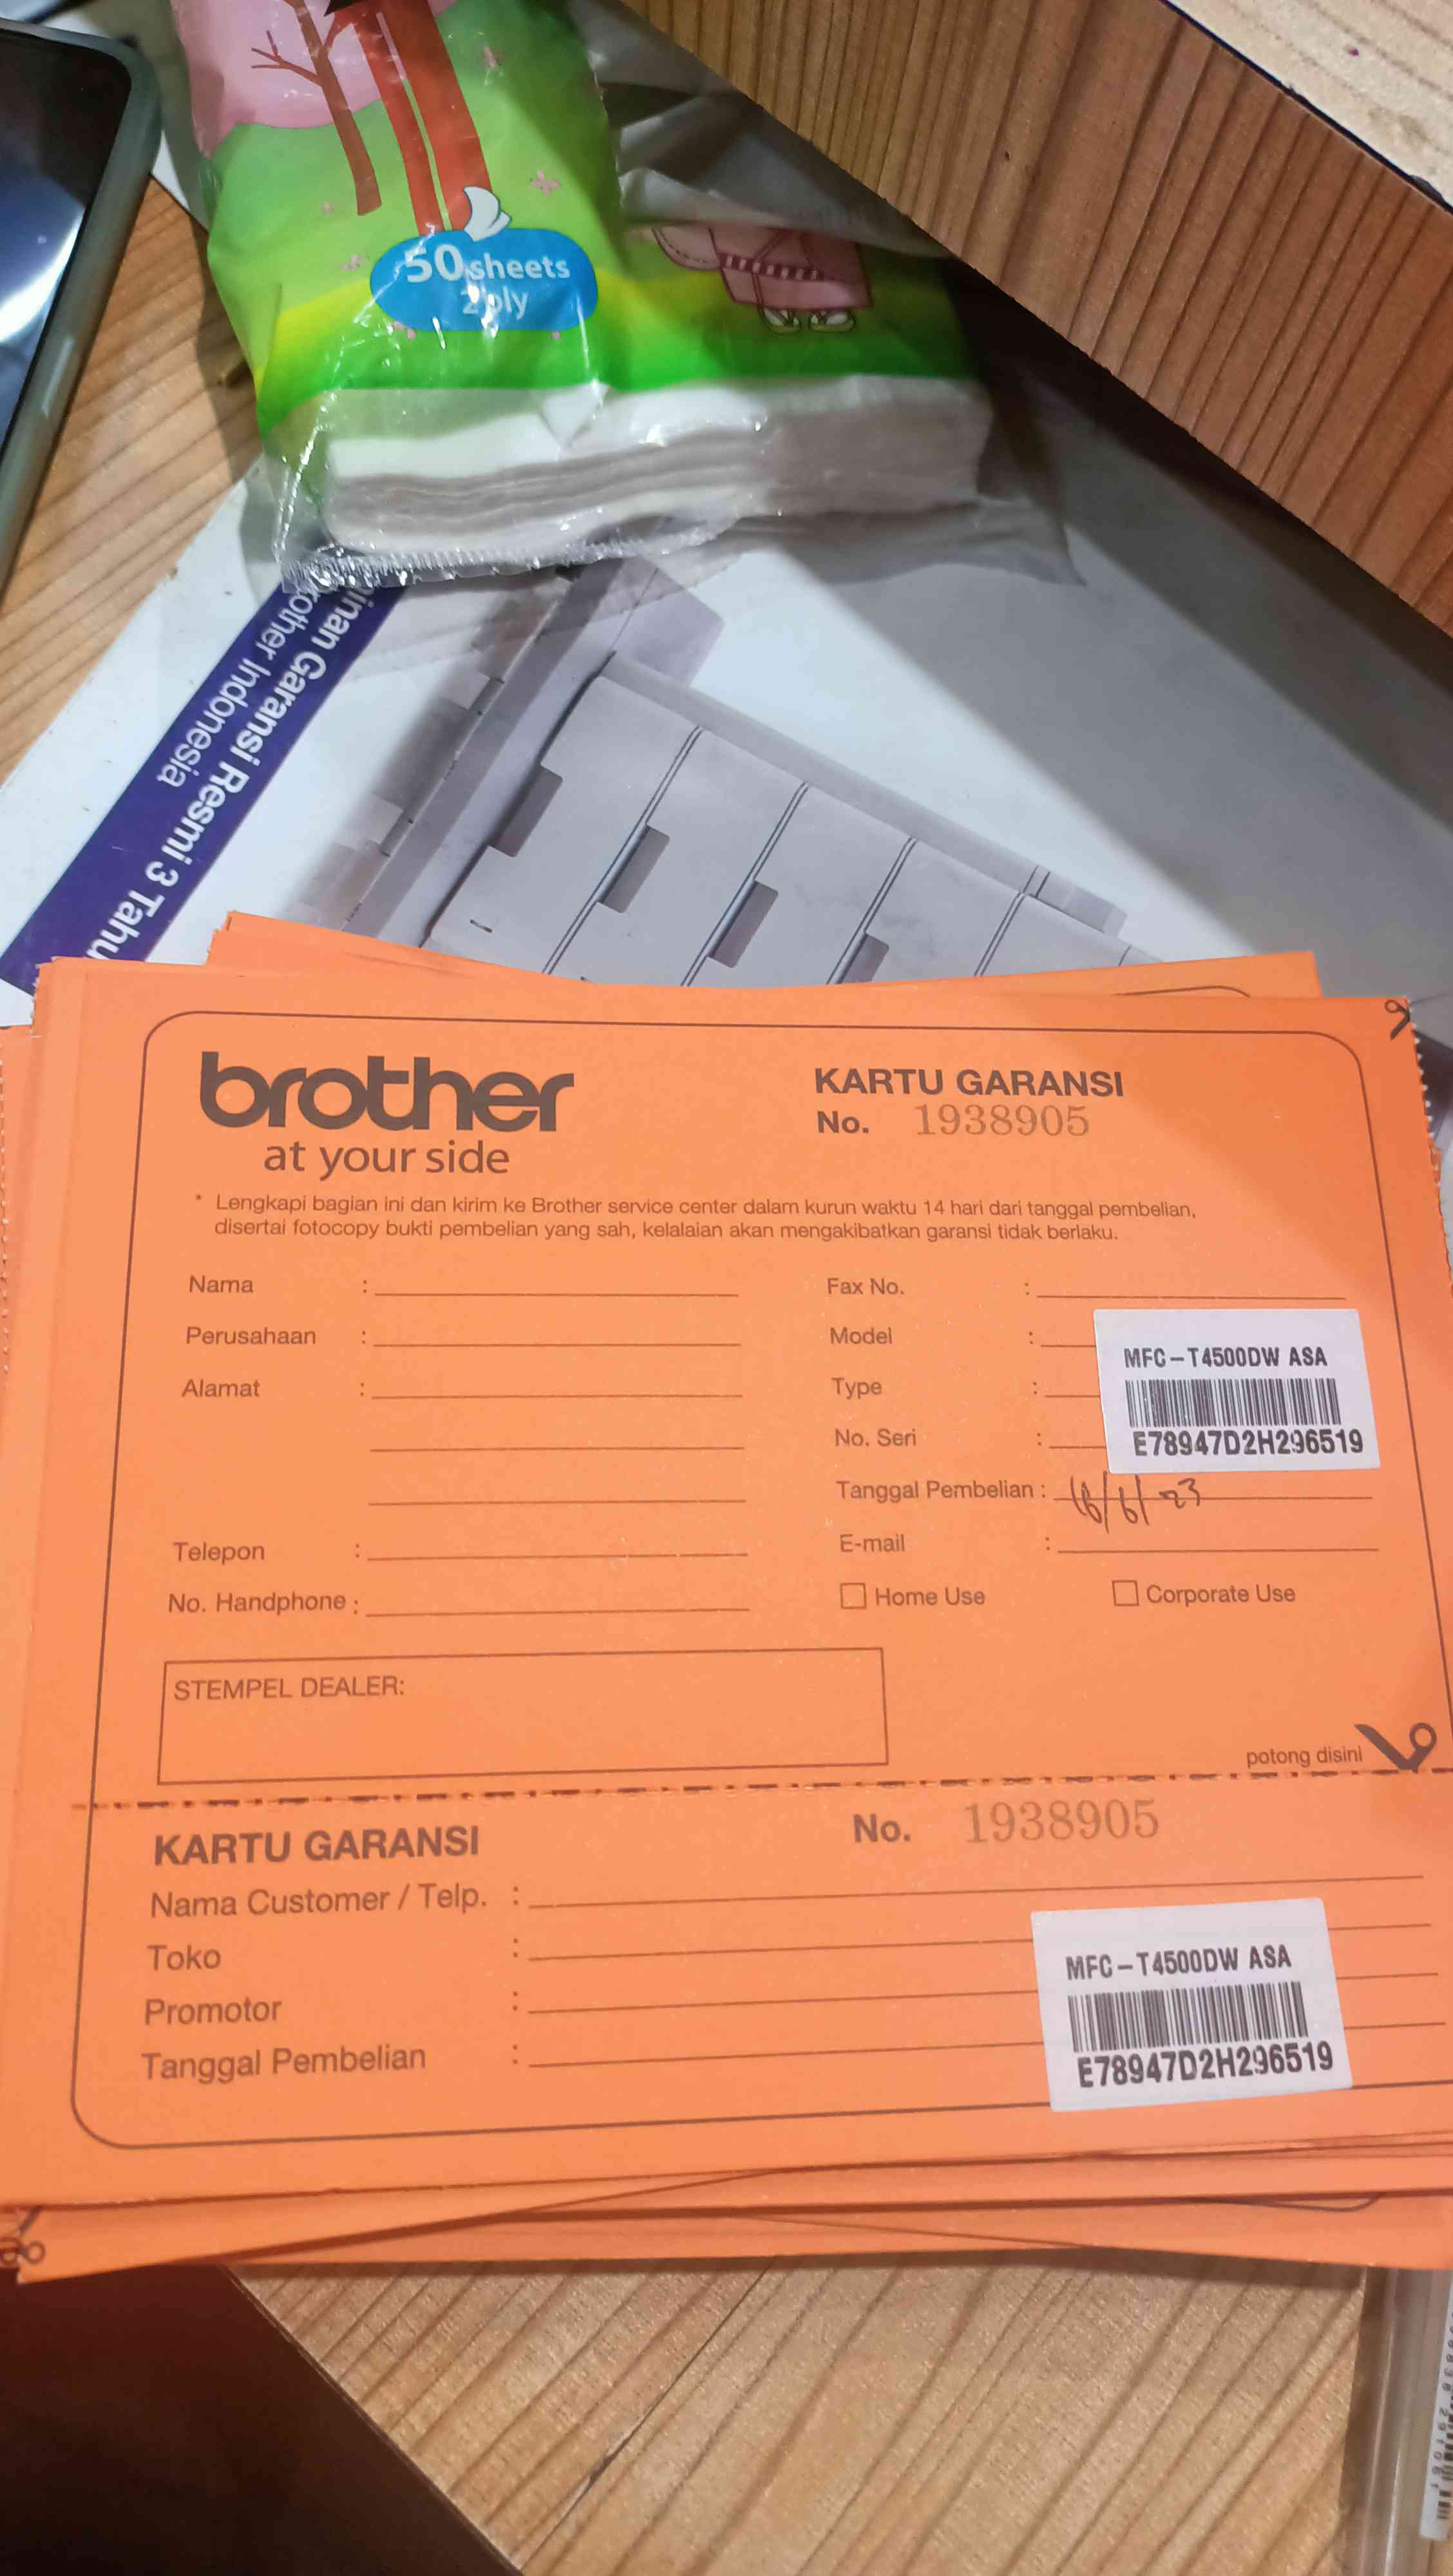 50 sheets
2 ply
Garansi Resmi 3
Indonesia
brother
at your side
KARTU GARANSI
No. 1938905
* Lengkapi bagian ini dan kirim ke Brother service center dalam kurun waktu 14 hari dari tanggal pembelian,
disertai fotocopy bukti pembelian yang sah, kelalaian akan mengakibatkan garansi tidak berlaku.
Nama :
Perusahaan :
Alamat :
Telepon :
No. Handphone :
Fax No. :
Model :
Type :
No. Seri :
MFC-T4500DW ASA
E78947D2H296519
Tanggal Pembelian : 16/6/23
E-mail :
Home Use
Corporate Use
STEMPEL DEALER:
potong disini
KARTU GARANSI
No. 1938905
Nama Customer / Telp. :
Toko :
Promotor :
Tanggal Pembelian :
MFC-T4500DW ASA
E78947D2H296519